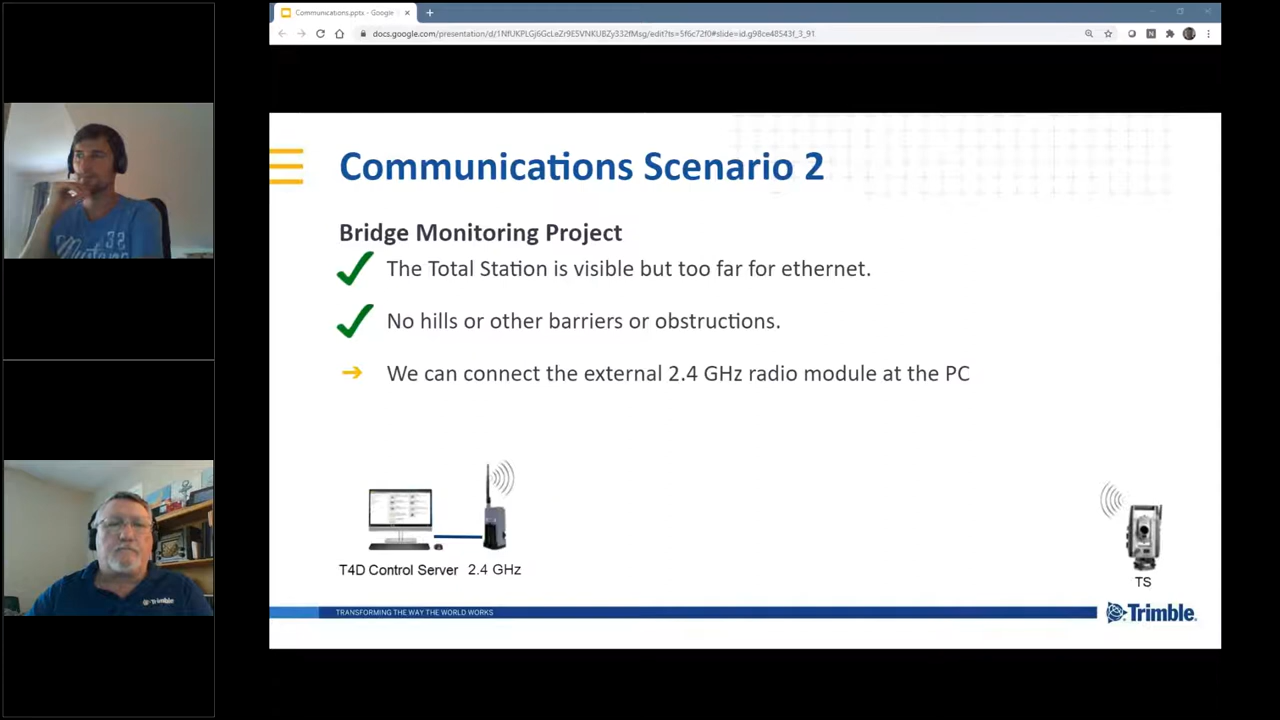 Communications.pptx - Google
docs.google.com/presentation/d/1NfUKPLGj6GcLeZr9E5VNKUBZy332fMsg/edit?ts=5f6c72f0#slide=id.g98ce48543f_3_91
Communications Scenario 2
Bridge Monitoring Project
The Total Station is visible but too far for ethernet.
No hills or other barriers or obstructions.
We can connect the external 2.4 GHz radio module at the PC
T4D Control Server 2.4 GHz
TS
TRANSFORMING THE WAY THE WORLD WORKS
Trimble.
32
Mustang
Trimble